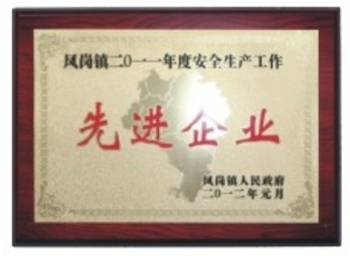 凤岗镇二〇一一年度安全生产工作
先进企业
凤岗镇人民政府
二〇一二年元月